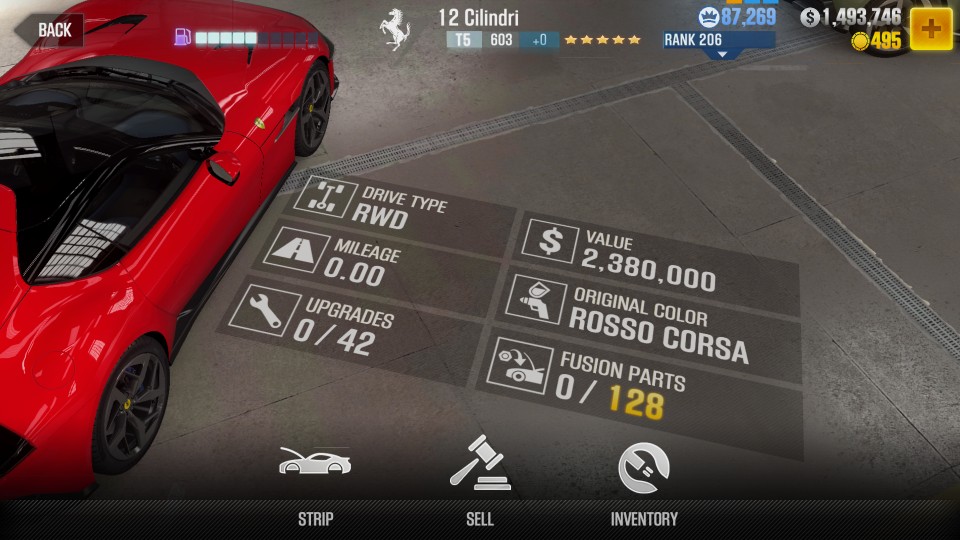 BACK
12 Cilindri
T5 603 +0
87,269
RANK 206
$1,493,746
495
+
DRIVE TYPE
RWD
MILEAGE
0.00
UPGRADES
0/42
$
VALUE
2,380,000
ORIGINAL COLOR
ROSSO CORSA
FUSION PARTS
0/ 128
STRIP
SELL
INVENTORY